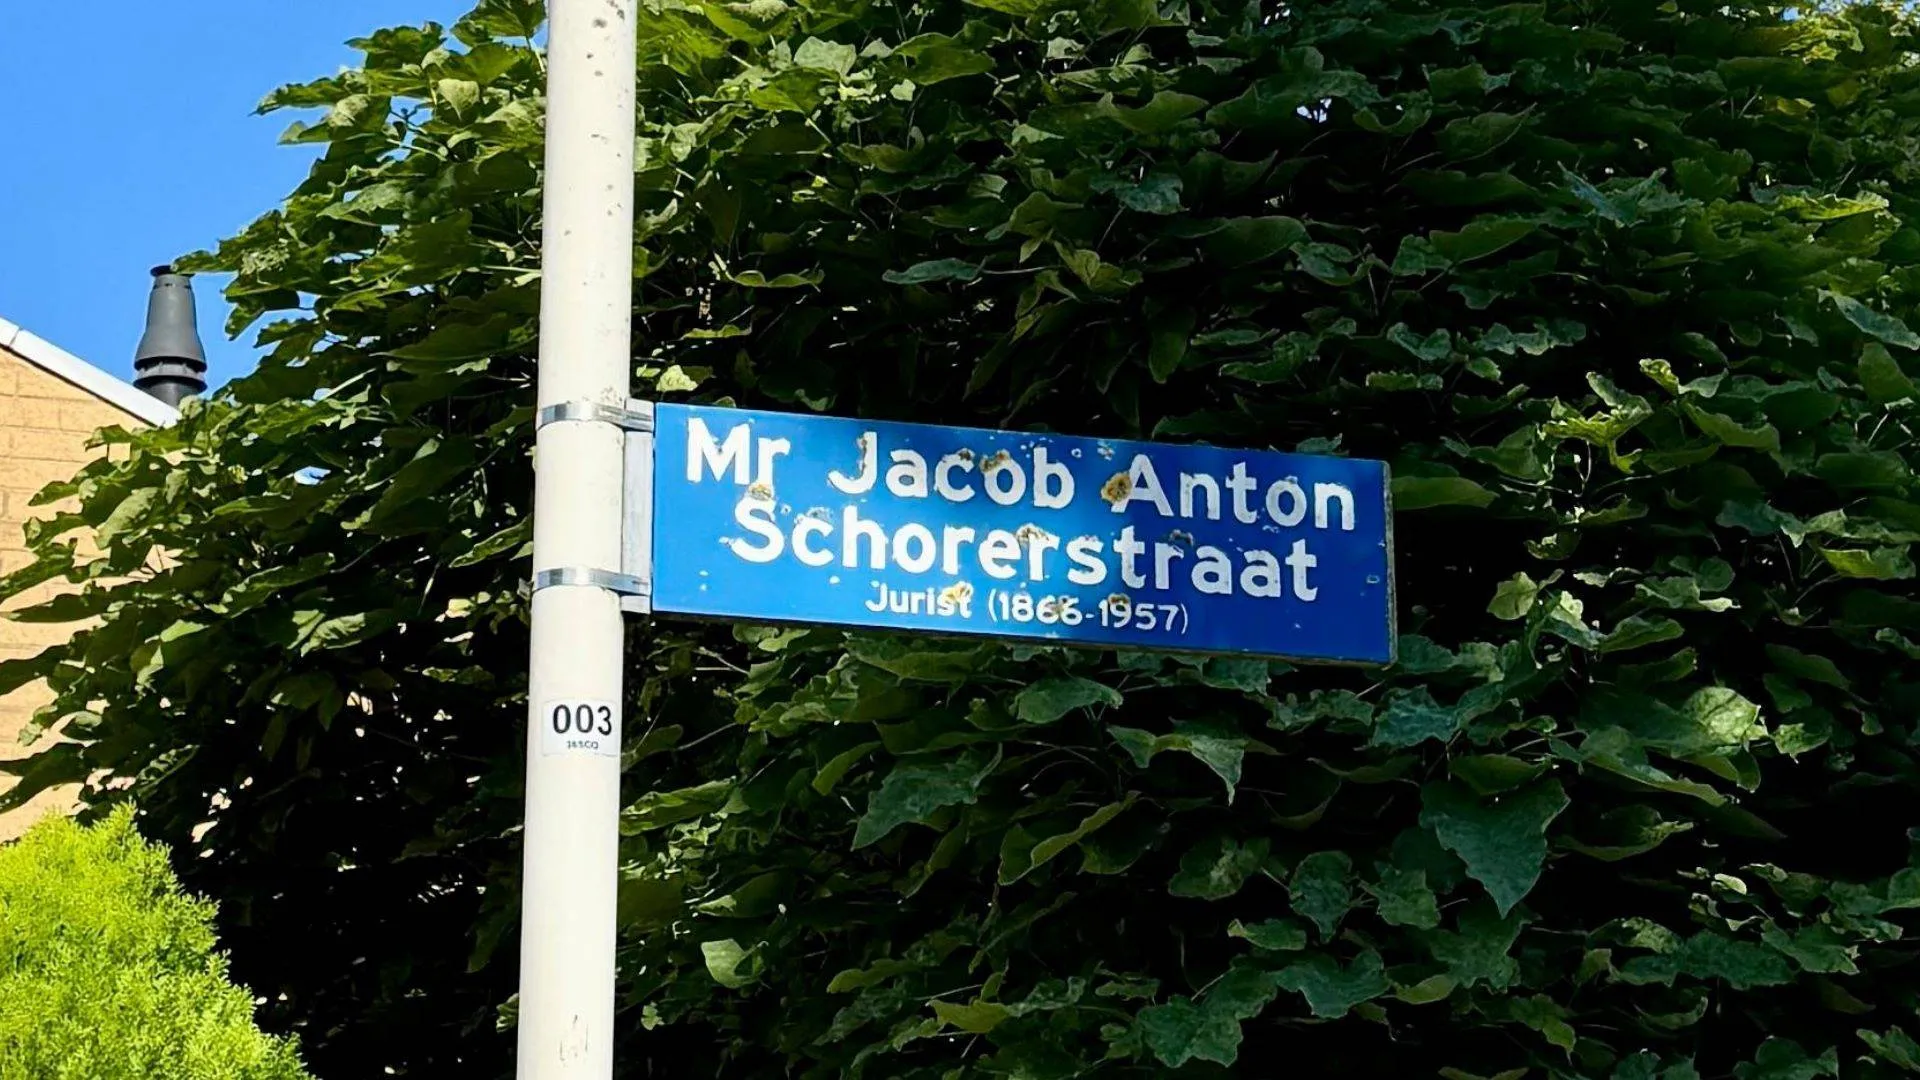 Mr Jacob Anton
Schorerstraat
Jurist (1866-1957)
003